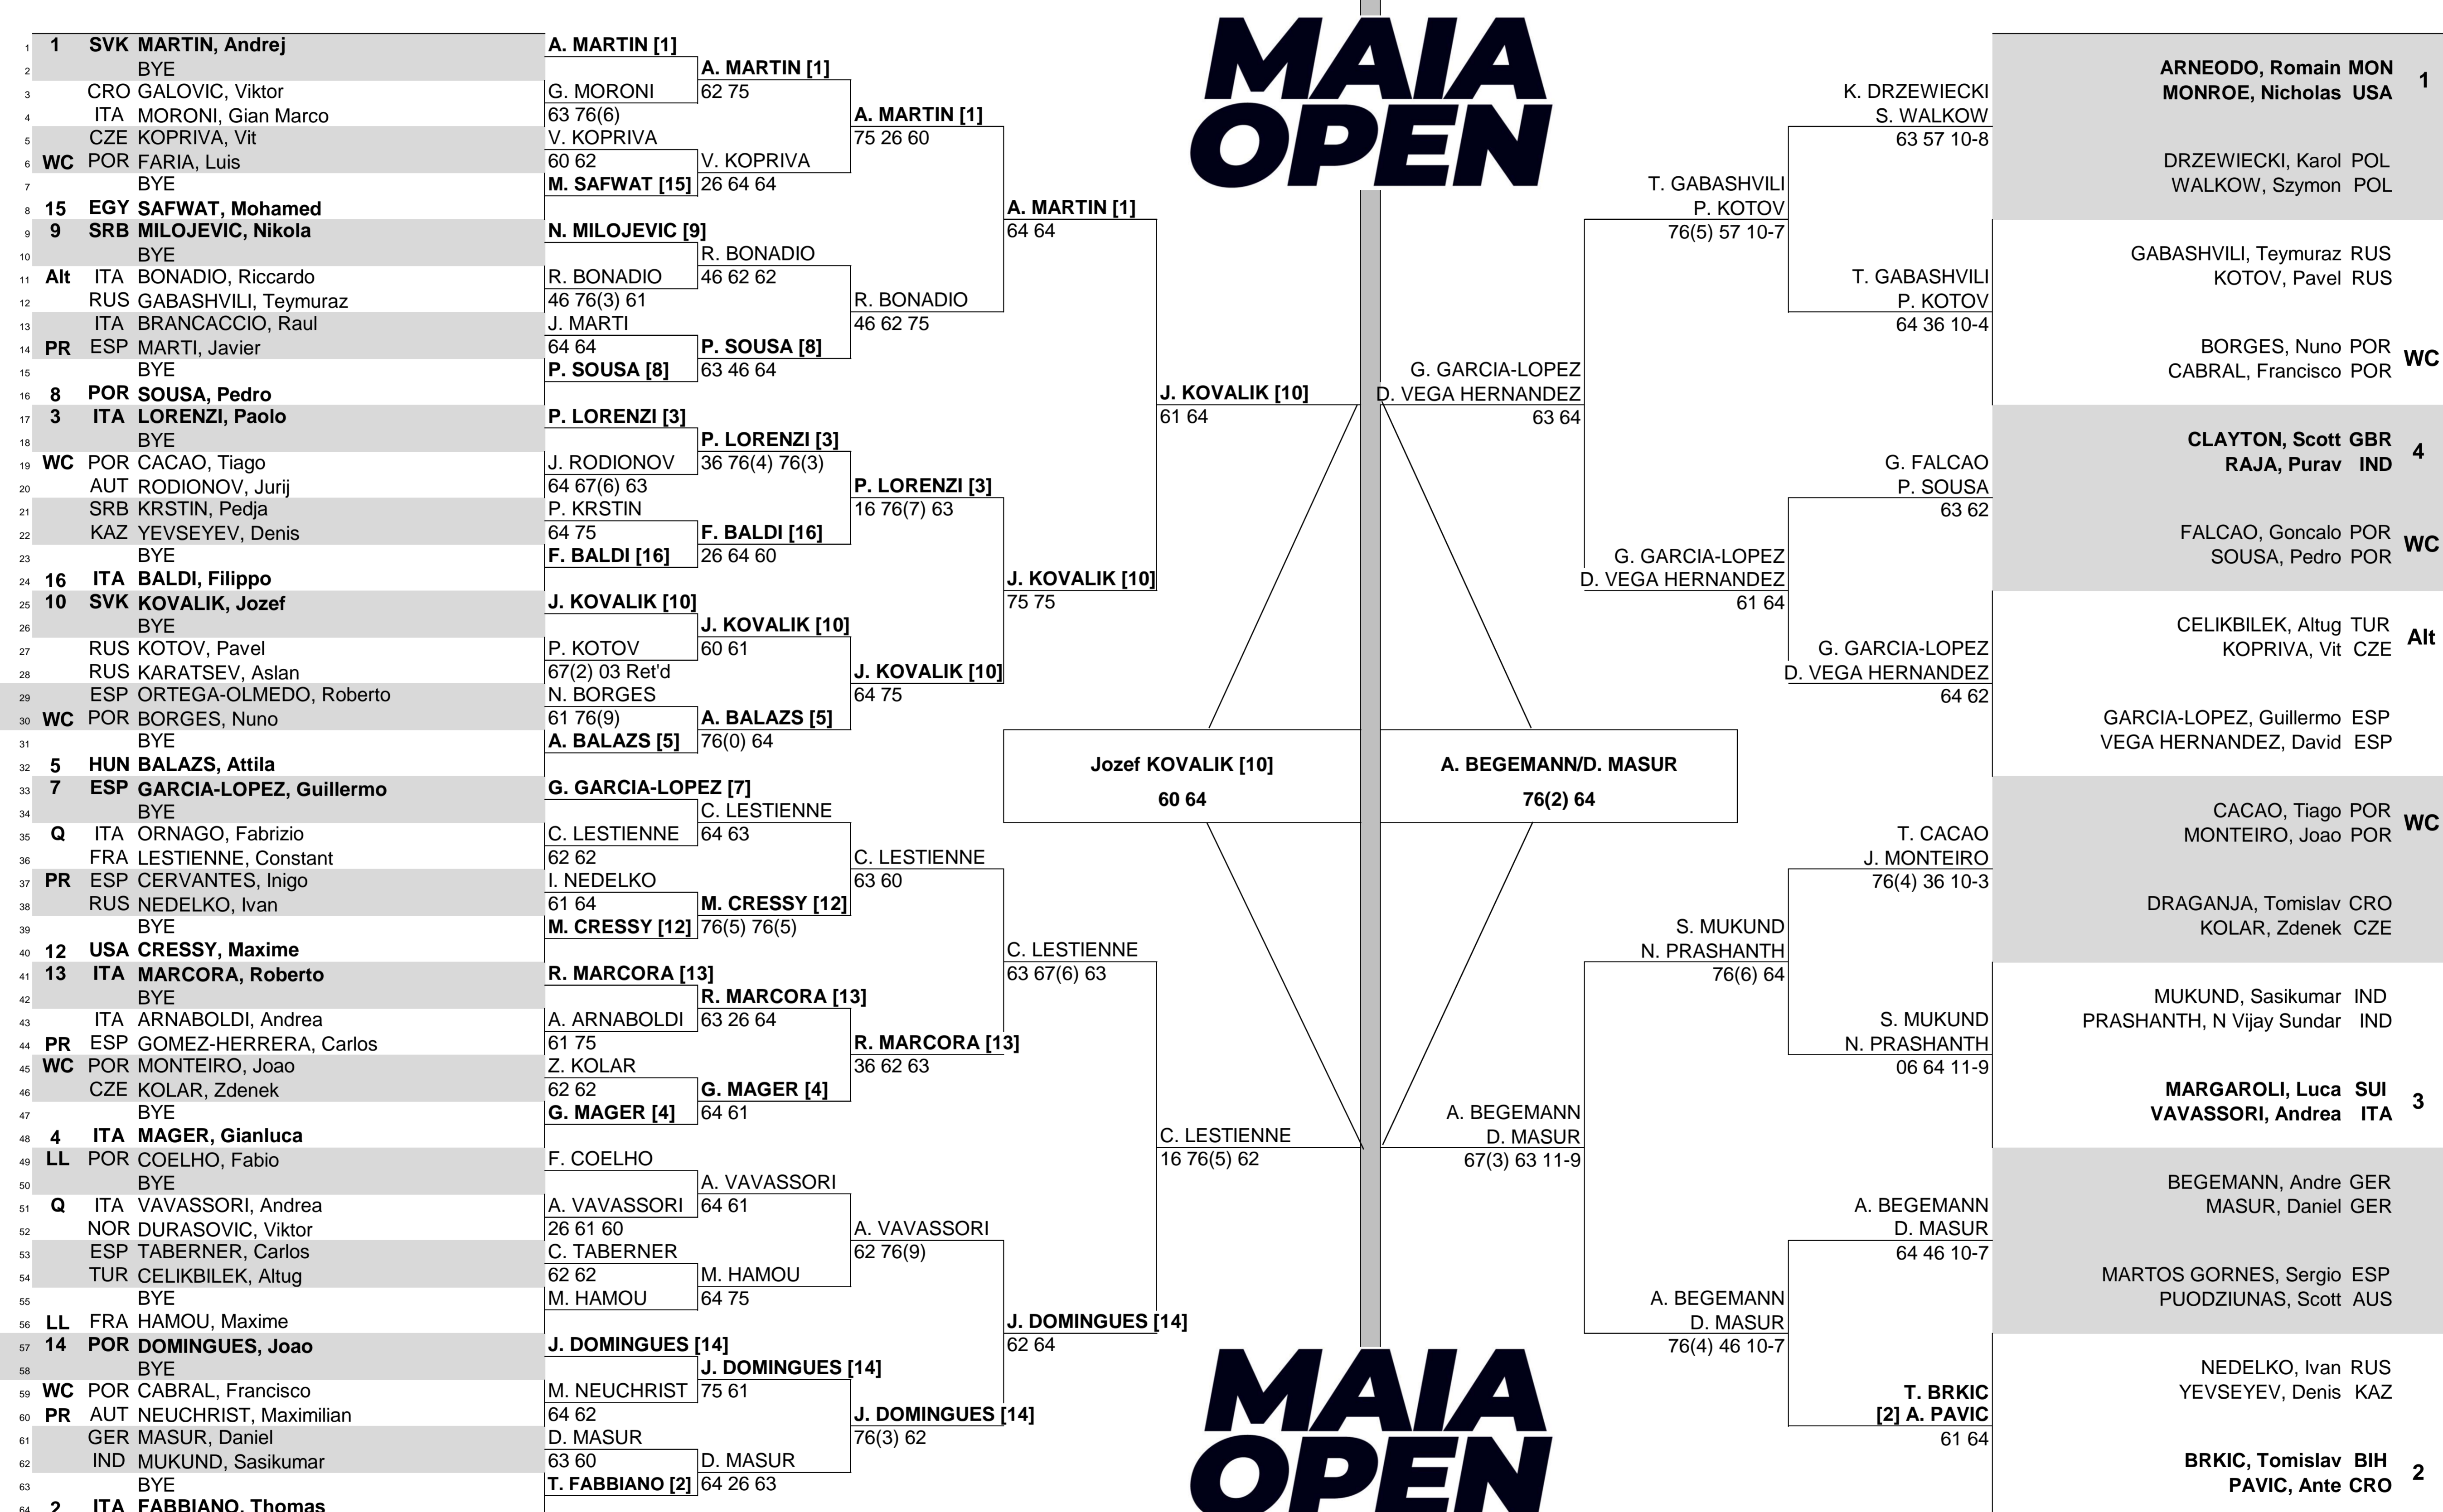 MAIA
OPEN
1 1 SVK MARTIN, Andrej
2 BYE
3 CRO GALOVIC, Viktor
4 ITA MORONI, Gian Marco
5 CZE KOPRIVA, Vit
6 WC POR FARIA, Luis
7 BYE
8 15 EGY SAFWAT, Mohamed
9 9 SRB MILOJEVIC, Nikola
10 BYE
11 Alt ITA BONADIO, Riccardo
12 RUS GABASHVILI, Teymuraz
13 ITA BRANCACCIO, Raul
14 PR ESP MARTI, Javier
15 BYE
16 8 POR SOUSA, Pedro
17 3 ITA LORENZI, Paolo
18 BYE
19 WC POR CACAO, Tiago
20 AUT RODIONOV, Jurij
21 SRB KRSTIN, Pedja
22 KAZ YEVSEYEV, Denis
23 BYE
24 16 ITA BALDI, Filippo
25 10 SVK KOVALIK, Jozef
26 BYE
27 RUS KOTOV, Pavel
28 RUS KARATSEV, Aslan
29 ESP ORTEGA-OLMEDO, Roberto
30 WC POR BORGES, Nuno
31 BYE
32 5 HUN BALAZS, Attila
33 7 ESP GARCIA-LOPEZ, Guillermo
34 BYE
35 Q ITA ORNAGO, Fabrizio
36 FRA LESTIENNE, Constant
37 PR ESP CERVANTES, Inigo
38 RUS NEDELKO, Ivan
39 BYE
40 12 USA CRESSY, Maxime
41 13 ITA MARCORA, Roberto
42 BYE
43 ITA ARNABOLDI, Andrea
44 PR ESP GOMEZ-HERRERA, Carlos
45 WC POR MONTEIRO, Joao
46 CZE KOLAR, Zdenek
47 BYE
48 4 ITA MAGER, Gianluca
49 LL POR COELHO, Fabio
50 BYE
51 Q ITA VAVASSORI, Andrea
52 NOR DURASOVIC, Viktor
53 ESP TABERNER, Carlos
54 TUR CELIKBILEK, Altug
55 BYE
56 LL FRA HAMOU, Maxime
57 14 POR DOMINGUES, Joao
58 BYE
59 WC POR CABRAL, Francisco
60 PR AUT NEUCHRIST, Maximilian
61 GER MASUR, Daniel
62 IND MUKUND, Sasikumar
63 BYE
64 2 ITA FABBIANO, Thomas
A. MARTIN [1]
G. MORONI
63 76(6)
V. KOPRIVA
60 62
M. SAFWAT [15]
N. MILOJEVIC [9]
R. BONADIO
46 76(3) 61
J. MARTI
64 64
P. SOUSA [8]
P. LORENZI [3]
J. RODIONOV
64 67(6) 63
P. KRSTIN
64 75
F. BALDI [16]
J. KOVALIK [10]
P. KOTOV
67(2) 03 Ret'd
N. BORGES
61 76(9)
A. BALAZS [5]
G. GARCIA-LOPEZ [7]
C. LESTIENNE
62 62
I. NEDELKO
61 64
M. CRESSY [12]
R. MARCORA [13]
A. ARNABOLDI
61 75
Z. KOLAR
62 62
G. MAGER [4]
F. COELHO
A. VAVASSORI
26 61 60
C. TABERNER
62 62
M. HAMOU
J. DOMINGUES [14]
M. NEUCHRIST
64 62
D. MASUR
63 60
T. FABBIANO [2]
A. MARTIN [1]
62 75
V. KOPRIVA
26 64 64
R. BONADIO
46 62 62
P. SOUSA [8]
63 46 64
P. LORENZI [3]
36 76(4) 76(3)
F. BALDI [16]
26 64 60
J. KOVALIK [10]
60 61
A. BALAZS [5]
76(0) 64
C. LESTIENNE
64 63
M. CRESSY [12]
76(5) 76(5)
R. MARCORA [13]
63 26 64
G. MAGER [4]
64 61
A. VAVASSORI
64 61
M. HAMOU
64 75
J. DOMINGUES [14]
75 61
D. MASUR
64 26 63
A. MARTIN [1]
75 26 60
R. BONADIO
46 62 75
P. LORENZI [3]
16 76(7) 63
J. KOVALIK [10]
64 75
C. LESTIENNE
63 60
R. MARCORA [13]
36 62 63
A. VAVASSORI
62 76(9)
J. DOMINGUES [14]
76(3) 62
A. MARTIN [1]
64 64
J. KOVALIK [10]
75 75
C. LESTIENNE
63 67(6) 63
J. DOMINGUES [14]
62 64
J. KOVALIK [10]
61 64
C. LESTIENNE
16 76(5) 62
Jozef KOVALIK [10]
60 64
A. BEGEMANN/D. MASUR
76(2) 64
G. GARCIA-LOPEZ
D. VEGA HERNANDEZ
63 64
A. BEGEMANN
D. MASUR
67(3) 63 11-9
T. GABASHVILI
P. KOTOV
76(5) 57 10-7
G. GARCIA-LOPEZ
D. VEGA HERNANDEZ
61 64
S. MUKUND
N. PRASHANTH
76(6) 64
A. BEGEMANN
D. MASUR
76(4) 46 10-7
K. DRZEWIECKI
S. WALKOW
63 57 10-8
T. GABASHVILI
P. KOTOV
64 36 10-4
G. FALCAO
P. SOUSA
63 62
G. GARCIA-LOPEZ
D. VEGA HERNANDEZ
64 62
T. CACAO
J. MONTEIRO
76(4) 36 10-3
S. MUKUND
N. PRASHANTH
06 64 11-9
A. BEGEMANN
D. MASUR
64 46 10-7
T. BRKIC
[2] A. PAVIC
61 64
ARNEODO, Romain MON
1
MONROE, Nicholas USA
DRZEWIECKI, Karol POL
WALKOW, Szymon POL
GABASHVILI, Teymuraz RUS
KOTOV, Pavel RUS
BORGES, Nuno POR
WC
CABRAL, Francisco POR
CLAYTON, Scott GBR
4
RAJA, Purav IND
FALCAO, Goncalo POR
WC
SOUSA, Pedro POR
CELIKBILEK, Altug TUR
Alt
KOPRIVA, Vit CZE
GARCIA-LOPEZ, Guillermo ESP
VEGA HERNANDEZ, David ESP
CACAO, Tiago POR
WC
MONTEIRO, Joao POR
DRAGANJA, Tomislav CRO
KOLAR, Zdenek CZE
MUKUND, Sasikumar IND
PRASHANTH, N Vijay Sundar IND
MARGAROLI, Luca SUI
3
VAVASSORI, Andrea ITA
BEGEMANN, Andre GER
MASUR, Daniel GER
MARTOS GORNES, Sergio ESP
PUODZIUNAS, Scott AUS
NEDELKO, Ivan RUS
YEVSEYEV, Denis KAZ
BRKIC, Tomislav BIH
2
PAVIC, Ante CRO
MAIA
OPEN